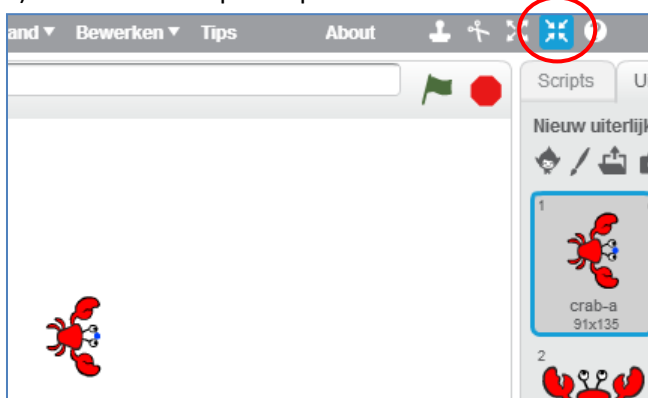 and ▾ Bewerken ▾ Tips About
Scripts U
Nieuw uiterlijk
1
crab-a
91x135
2